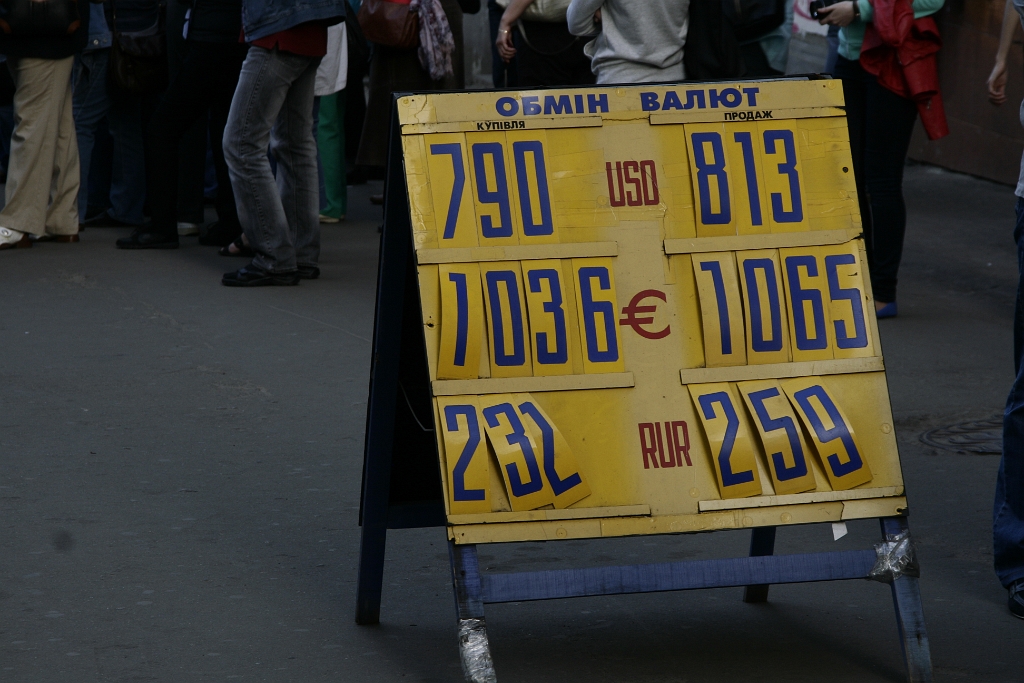 ОБМІН ВАЛЮТ
КУПІВЛЯ ПРОДАЖ
790 USD 813
1036 € 1065
232 RUR 259